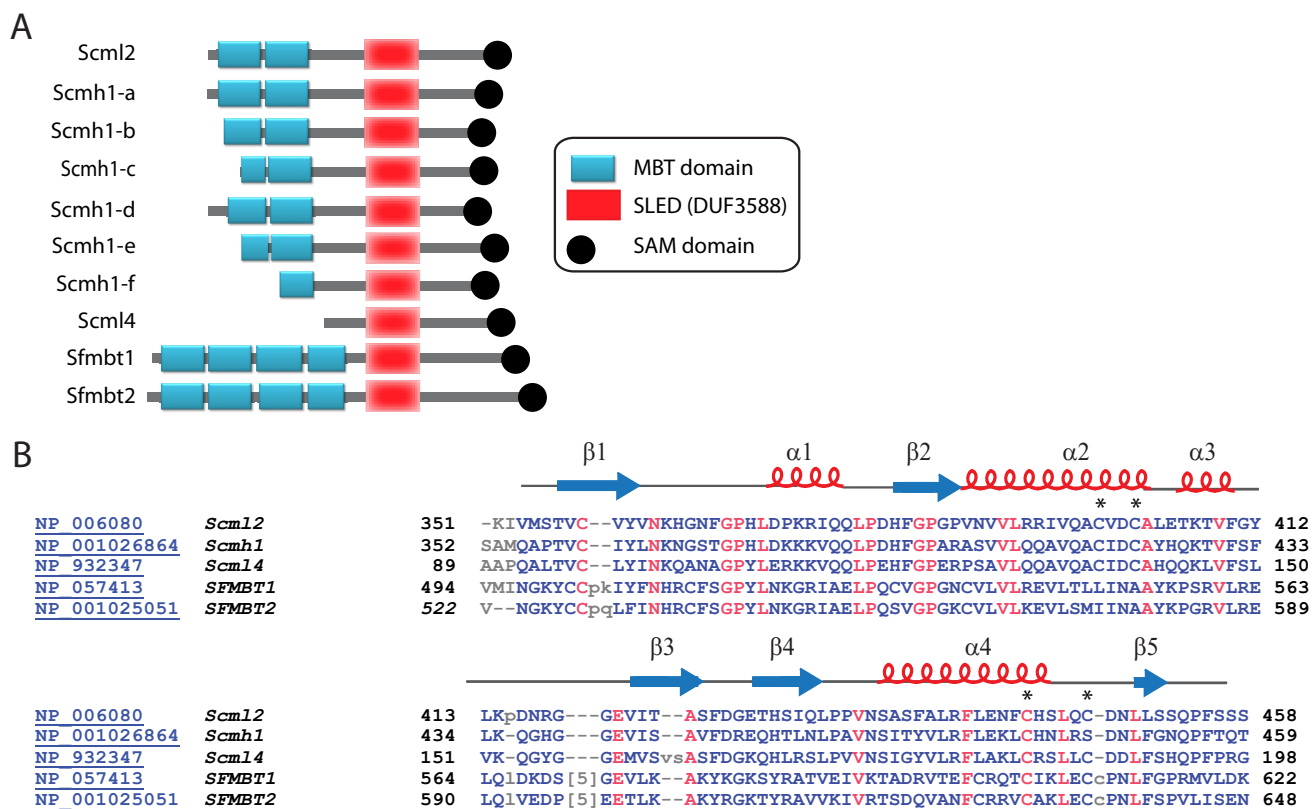 A
Scml2
Scmh1-a
Scmh1-b
Scmh1-c
Scmh1-d
Scmh1-e
Scmh1-f
Scml4
Sfmbt1
Sfmbt2
MBT domain
SLED (DUF3588)
SAM domain
B
β1 α1 β2 α2 α3
* *
NP_006080 Scml2 351 -KIVMSTVC--VYVNKHGNFGPHLDPKRIQQLPDHFGPGPVNVVLRRIVQACVDCALETKTVFGY 412
NP_001026864 Scmh1 352 SAMQAPTVC--IYLNKNGSTGPHLDKKKVQQLPDHFGPARASVVLQQAVQACIDCAYHQKTVFSF 433
NP_932347 Scml4 89 AAPQALTVC--IYINKQANAGPYLERKKVQQLPEHFGPERPSAVLQQAVQACIDCAHQQKLVFSL 150
NP_057413 SFMBT1 494 VMINGKYCCpkIYFNHRCFSGPYLNKGRIAELPQCVGPGNCVLVLREVLTLLINAAYKPSRVLRE 563
NP_001025051 SFMBT2 522 V--NGKYCCpqLFINHRCFSGPYLNKGRIAELPQSVGPGKCVLVLKEVLSMIINAAYKPGRVLRE 589
β3 β4 α4 β5
* *
NP_006080 Scml2 413 LKpDNRG---GEVIT--ASFDGETHSIQLPPVNSASFALRFLENFCHSLQC-DNLLSSQPFSSS 458
NP_001026864 Scmh1 434 VK-QGHG---GEVIS--AVFDREQHTLNLPAVNSITYVLRFLEKLCHNLRS-DNLFGNQPFTQT 459
NP_932347 Scml4 151 VK-QGYG---GEMVSvsASFDGKQHLRSLPVVNSIGYVLRFLAKLCRSLLC-DDLFSHQPFPRG 198
NP_057413 SFMBT1 564 LQlDKDS[5]GEVLK--AKYKGKSYRATVEIVKTADRVTEFCRQTCIKLECcPNLFGPRMVLDK 622
NP_001025051 SFMBT2 590 LQlVEDP[5]EETLK--AKYRGKTYRAVVRIVRTSDQVANFCRRVCAKLECcPNLFSPVLISEN 648